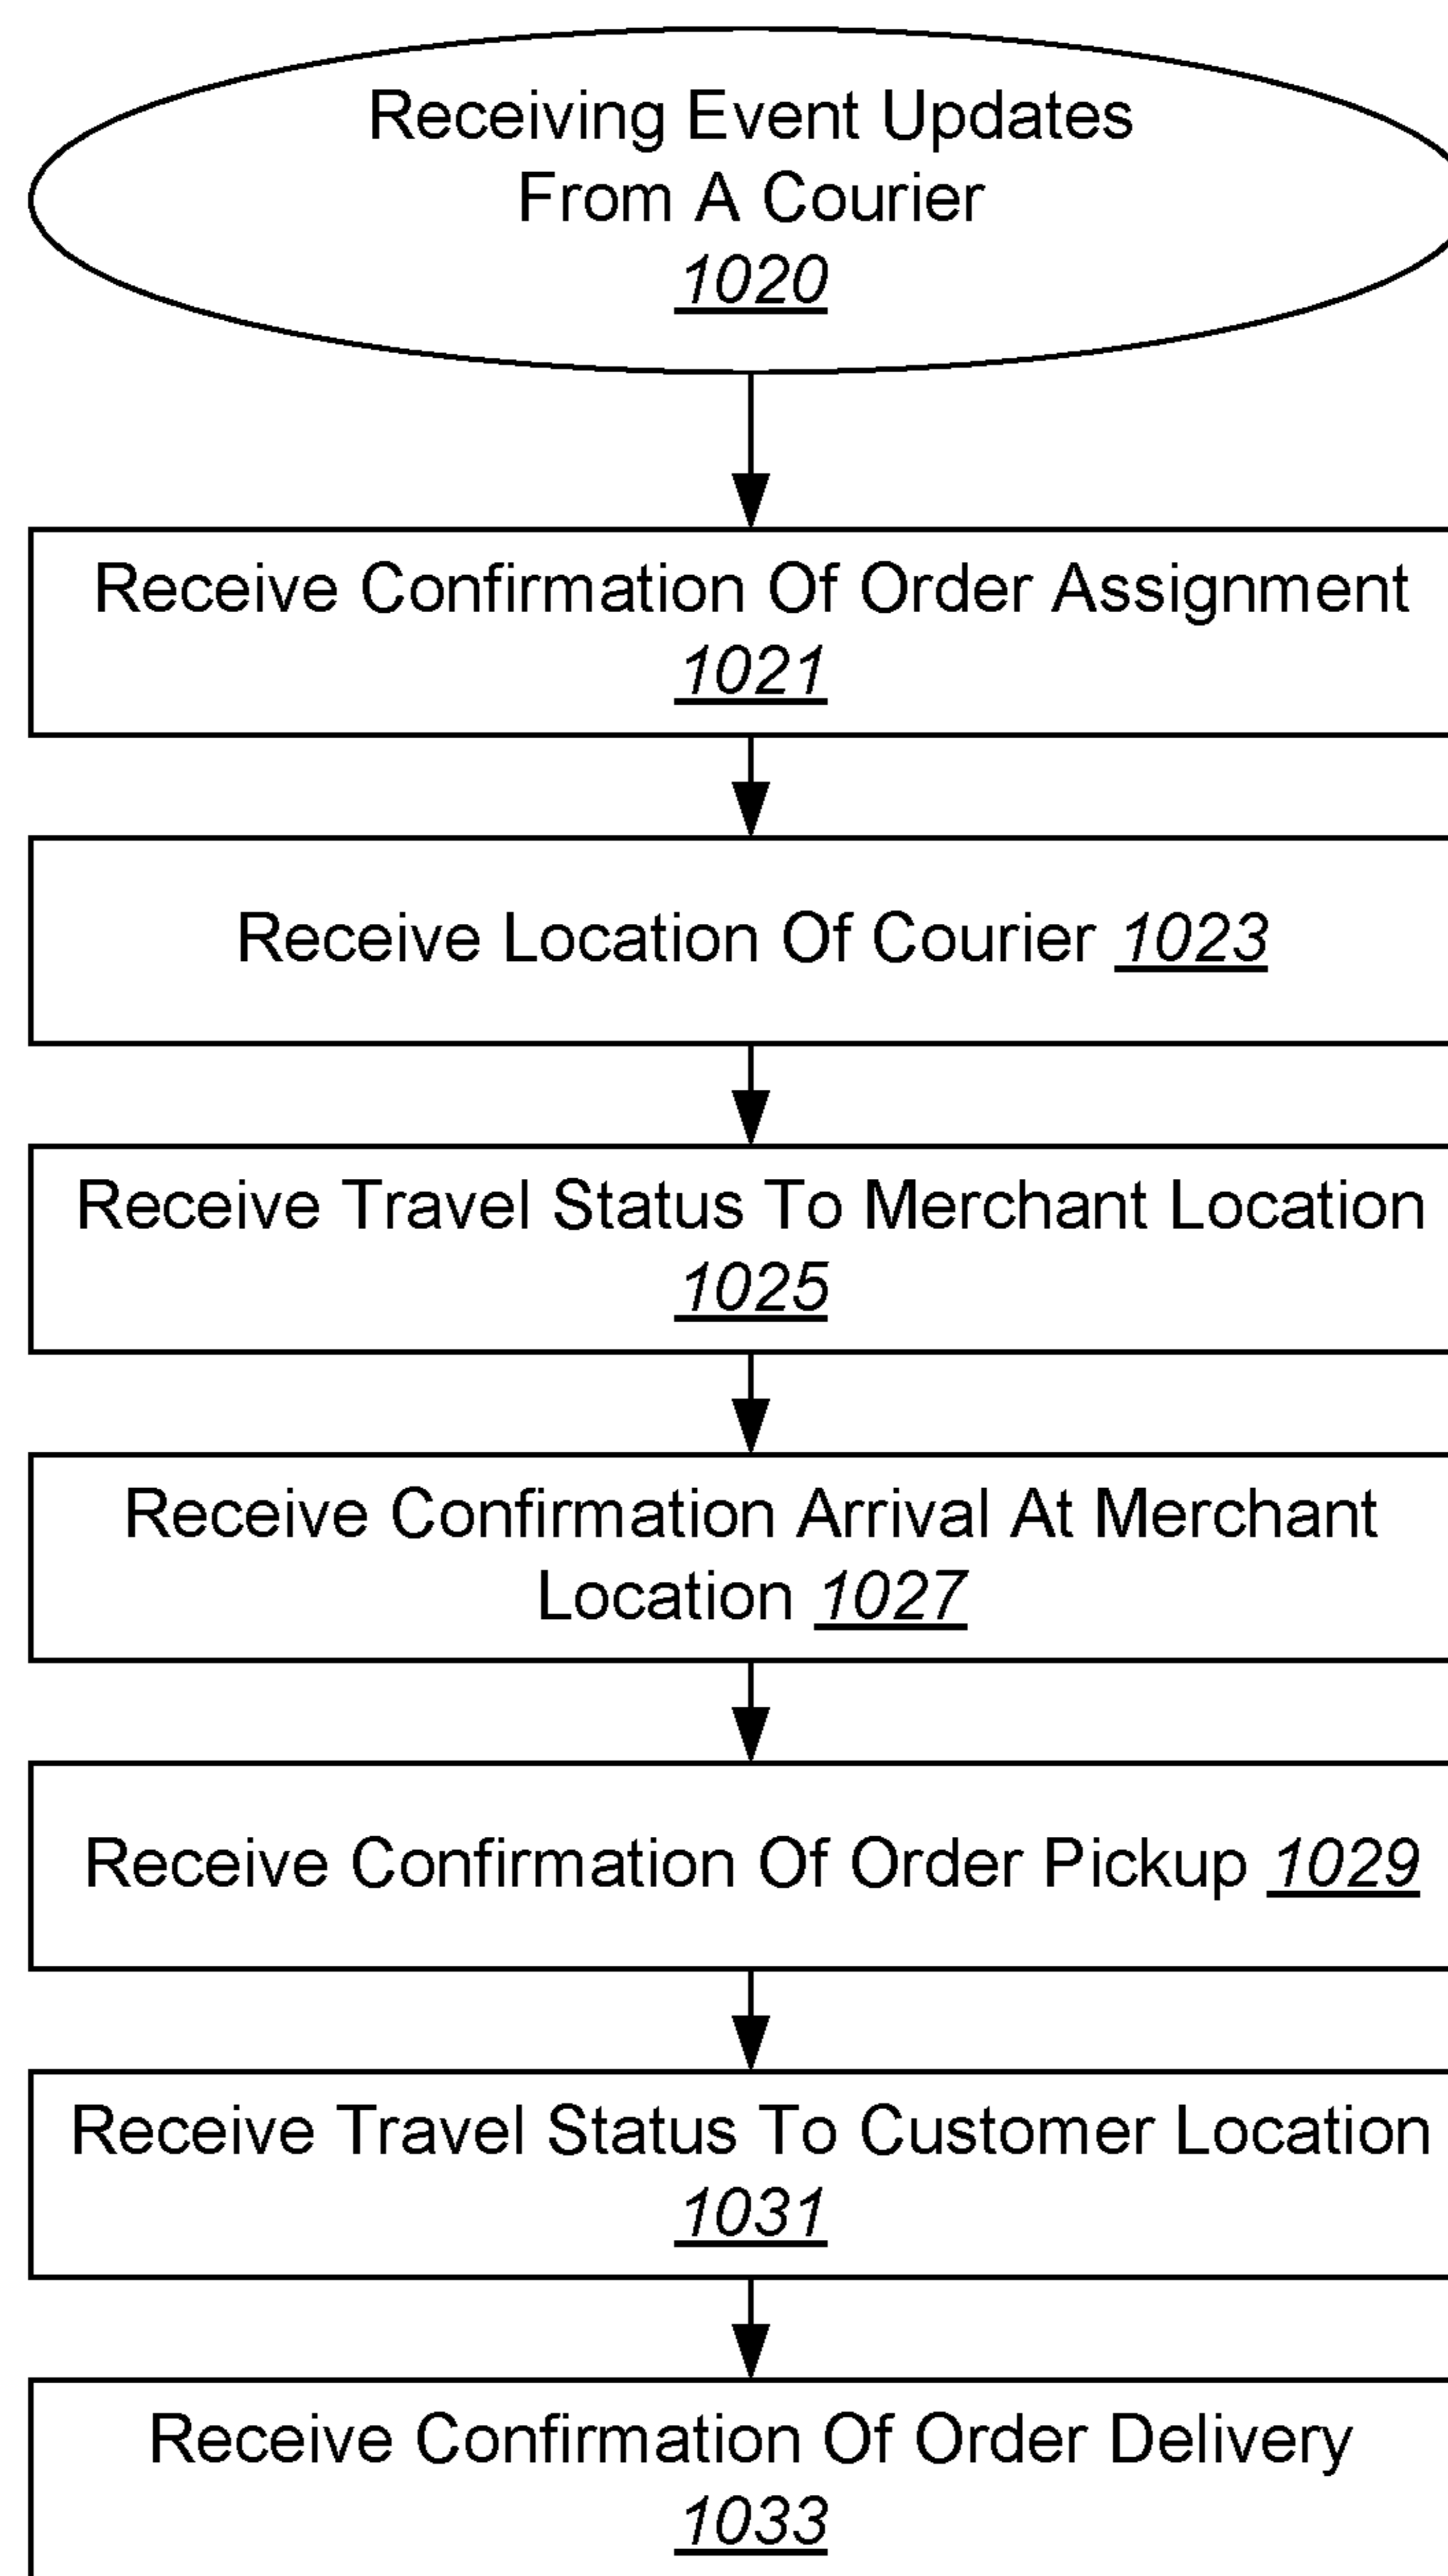 Receiving Event Updates
From A Courier
1020
Receive Confirmation Of Order Assignment
1021
Receive Location Of Courier 1023
Receive Travel Status To Merchant Location
1025
Receive Confirmation Arrival At Merchant
Location 1027
Receive Confirmation Of Order Pickup 1029
Receive Travel Status To Customer Location
1031
Receive Confirmation Of Order Delivery
1033